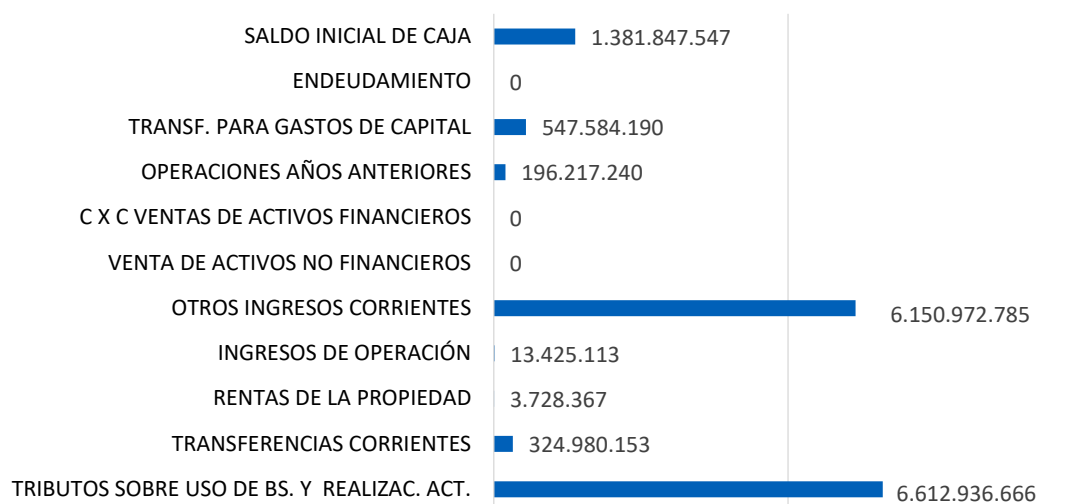 SALDO INICIAL DE CAJA 1.381.847.547
ENDEUDAMIENTO 0
TRANSF. PARA GASTOS DE CAPITAL 547.584.190
OPERACIONES AÑOS ANTERIORES 196.217.240
C X C VENTAS DE ACTIVOS FINANCIEROS 0
VENTA DE ACTIVOS NO FINANCIEROS 0
OTROS INGRESOS CORRIENTES 6.150.972.785
INGRESOS DE OPERACIÓN 13.425.113
RENTAS DE LA PROPIEDAD 3.728.367
TRANSFERENCIAS CORRIENTES 324.980.153
TRIBUTOS SOBRE USO DE BS. Y REALIZAC. ACT. 6.612.936.666